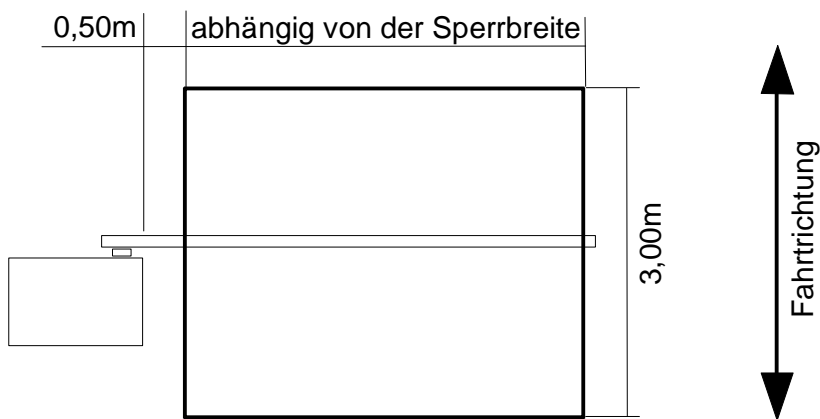 0,50m
abhängig von der Sperrbreite
3,00m
Fahrtrichtung